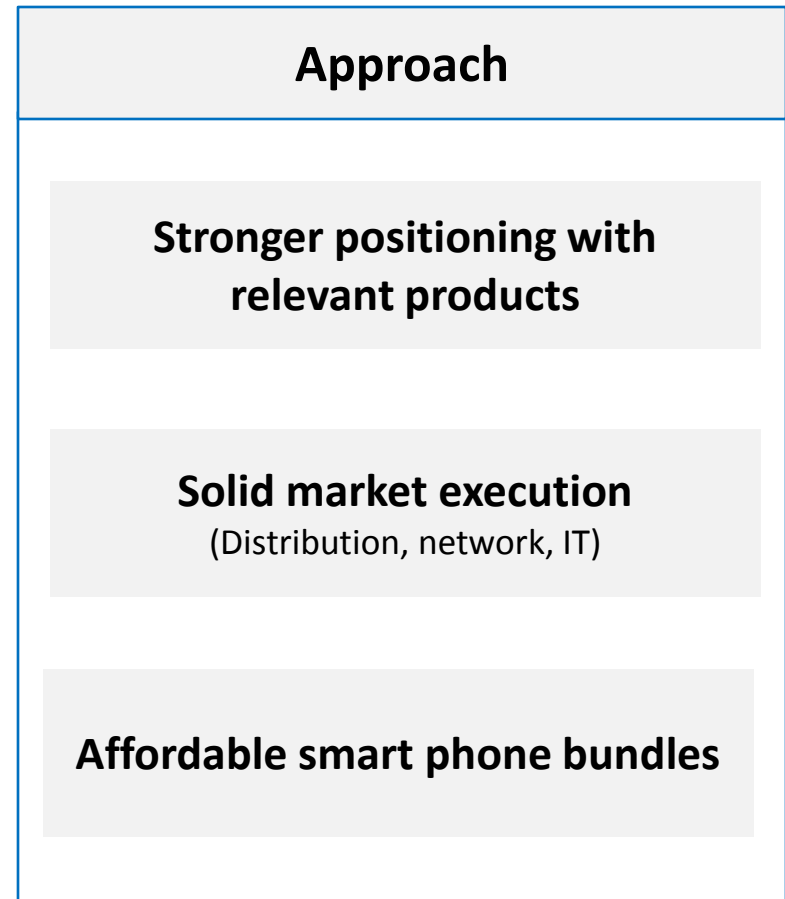 Approach
Stronger positioning with
relevant products
Solid market execution
(Distribution, network, IT)
Affordable smart phone bundles